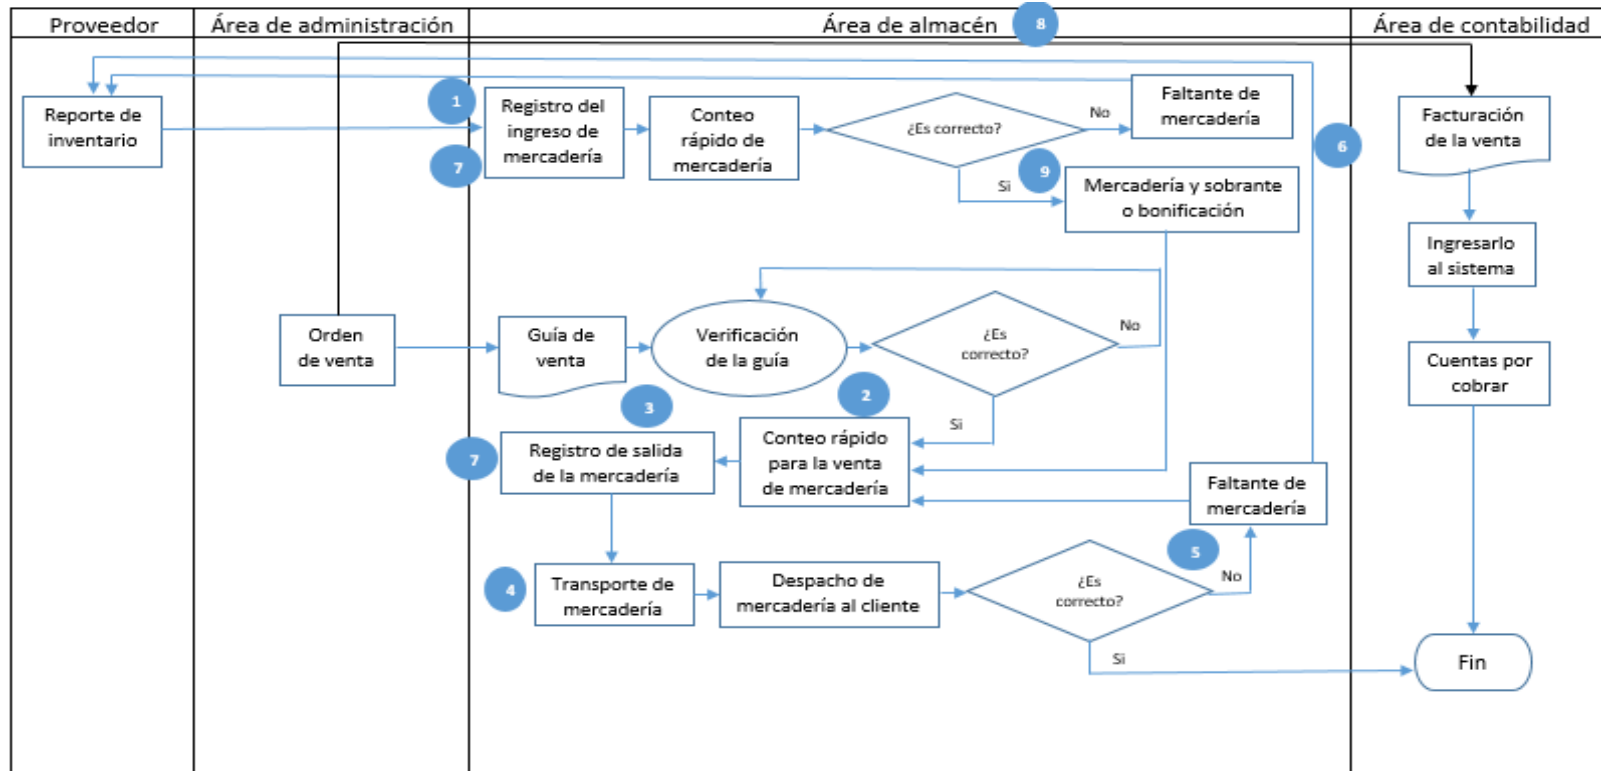 Proveedor
Área de administración
Área de almacén
8
Área de contabilidad
Reporte de
inventario
1
7
Registro del
ingreso de
mercadería
Conteo
rápido de
mercadería
¿Es correcto?
No
Faltante de
mercadería
6
Facturación
de la venta
Si
9
Mercadería y sobrante
o bonificación
Ingresarlo
al sistema
Orden
de venta
Guía de
venta
Verificación
de la guía
¿Es
correcto?
No
Cuentas por
cobrar
3
2
Si
7
Registro de salida
de la mercadería
Conteo rápido
para la venta
de mercadería
Faltante de
mercadería
5
4
Transporte de
mercadería
Despacho de
mercadería al cliente
¿Es
correcto?
No
Si
Fin